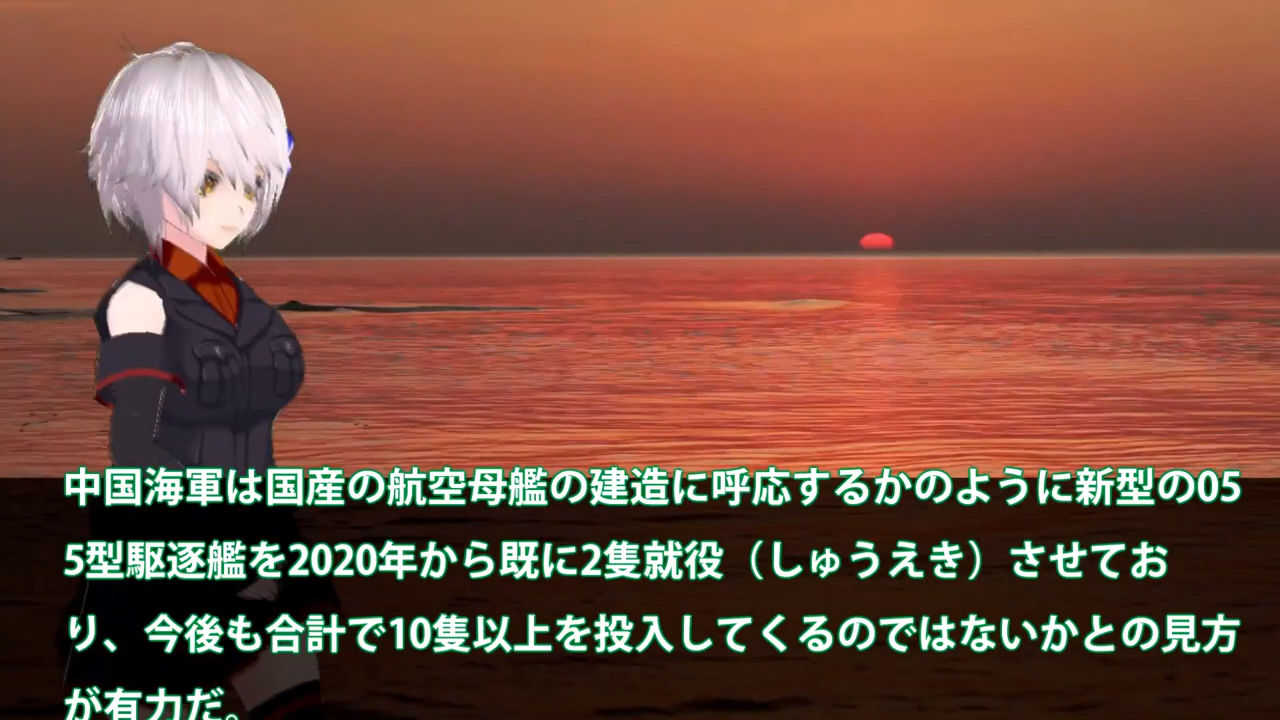 中国海軍は国産の航空母艦の建造に呼応するかのように新型の05
5型駆逐艦を2020年から既に2隻就役（しゅうえき）させてお
り、今後も合計で10隻以上を投入してくるのではないかとの見方
が有力だ。